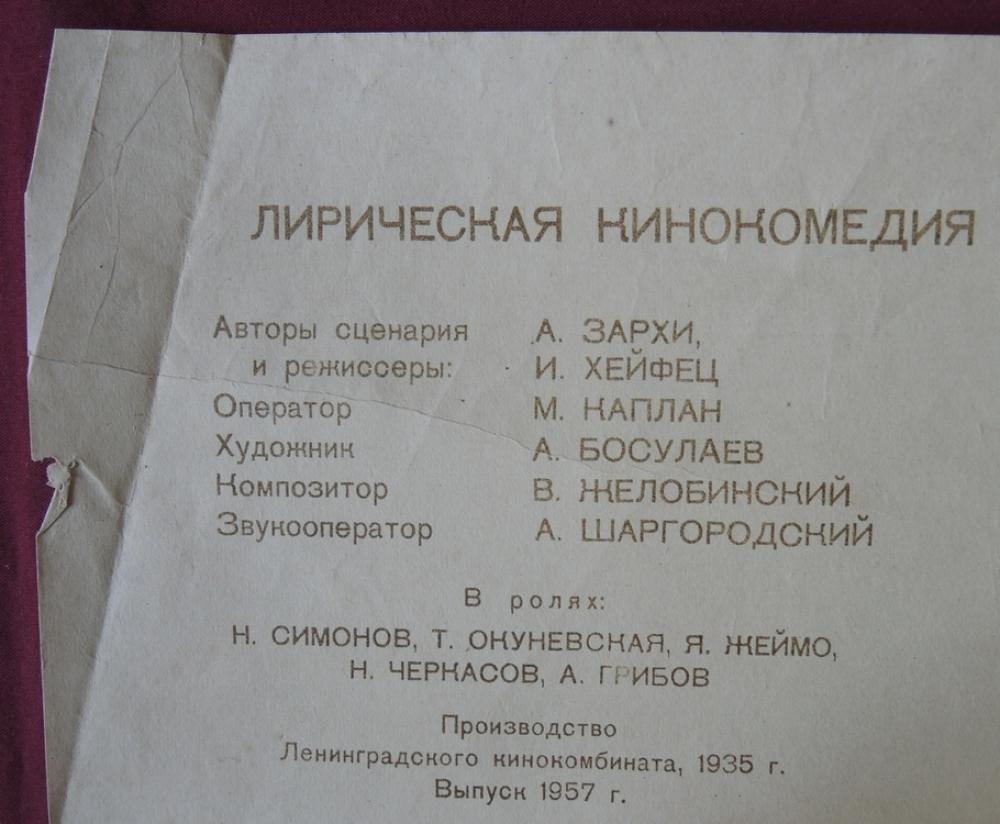 ЛИРИЧЕСКАЯ КИНОКОМЕДИЯ
Авторы сценария А. ЗАРХИ,
и режиссеры: И. ХЕЙФЕЦ
Оператор М. КАПЛАН
Художник А. БОСУЛАЕВ
Композитор В. ЖЕЛОБИНСКИЙ
Звукооператор А. ШАРГОРОДСКИЙ
В ролях:
Н. СИМОНОВ, Т. ОКУНЕВСКАЯ, Я. ЖЕЙМО,
Н. ЧЕРКАСОВ, А. ГРИБОВ
Производство
Ленинградского кинокомбината, 1935 г.
Выпуск 1957 г.